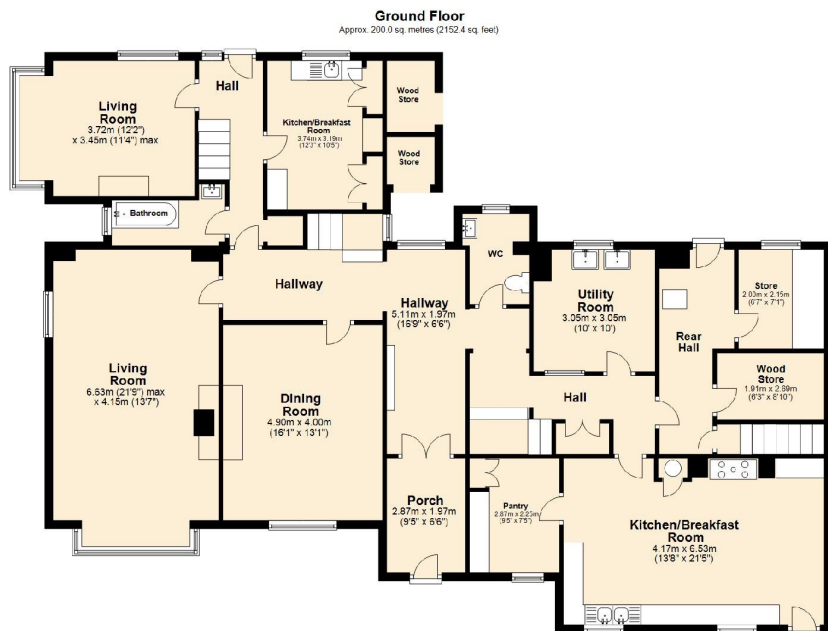 Ground Floor
Approx. 200.0 sq. metres (2152.4 sq. feet)
Living
Room
3.72m (12'2")
x 3.45m (11'4") max
Hall
Kitchen/Breakfast
Room
3.74m x 3.19m
(12'3" x 10'5")
Wood
Store
Wood
Store
Bathroom
Hallway
Hallway
5.11m x 1.97m
(16'9" x 6'6")
WC
Utility
Room
3.05m x 3.05m
(10' x 10')
Rear
Hall
Store
2.00m x 2.15m
(6'7" x 7'1")
Wood
Store
1.91m x 2.69m
(6'3" x 8'10")
Living
Room
6.63m (21'9") max
x 4.15m (13'7")
Dining
Room
4.90m x 4.00m
(16'1" x 13'1")
Hall
Porch
2.87m x 1.97m
(9'5" x 6'6")
Pantry
2.87m x 2.25m
(9'5" x 7'5")
Kitchen/Breakfast
Room
4.17m x 6.53m
(13'8" x 21'5")